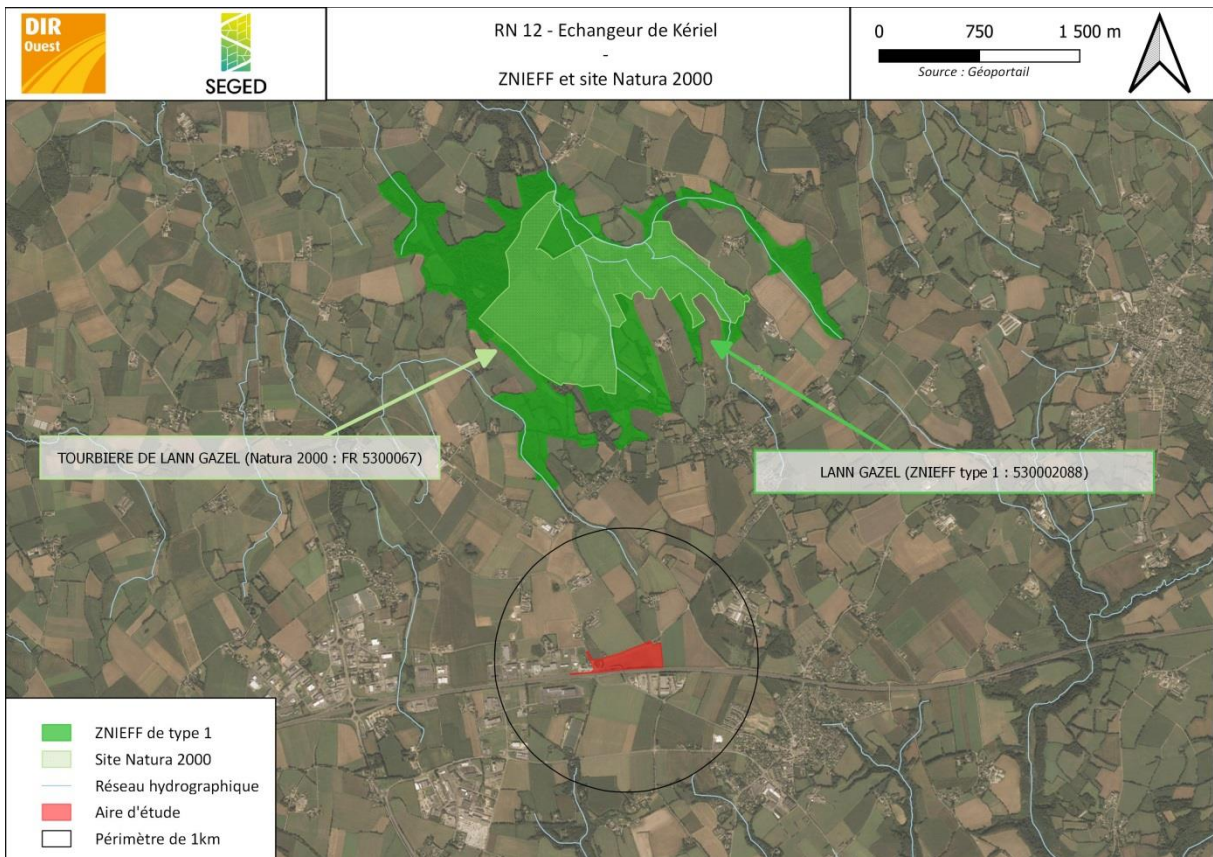 DIR
Ouest
SEGED
RN 12 - Echangeur de Kériel
-
ZNIEFF et site Natura 2000
0 750 1 500 m
Source : Géoportail
TOURBIERE DE LANN GAZEL (Natura 2000 : FR 5300067)
LANN GAZEL (ZNIEFF type 1 : 530002088)
ZNIEFF de type 1
Site Natura 2000
Réseau hydrographique
Aire d'étude
Périmètre de 1km